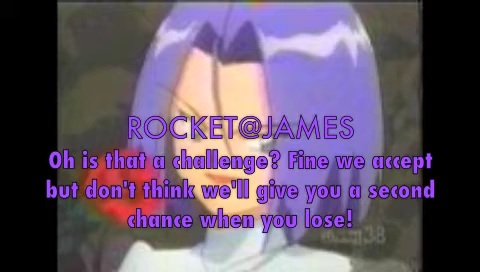 ROCKET@JAMES
Oh is that a challenge? Fine we accept
but don't think we'll give you a second
chance when you lose!
38